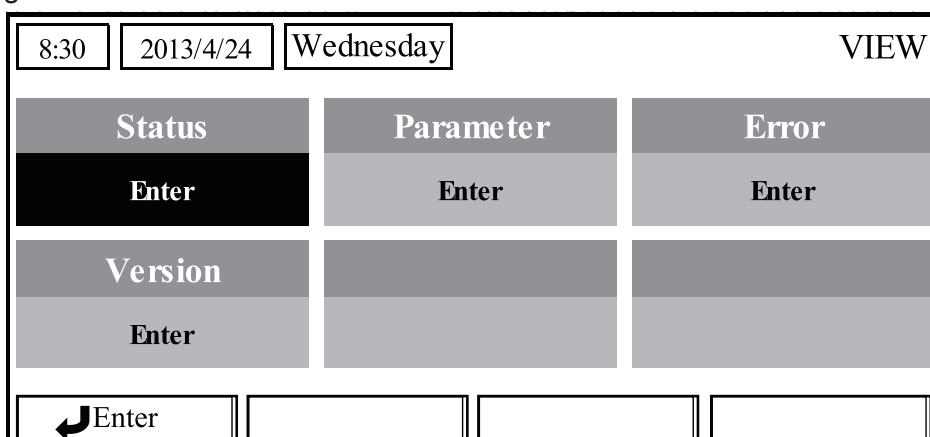 8:30 2013/4/24 Wednesday VIEW
Status Parameter Error
Enter Enter Enter
Version
Enter
Enter